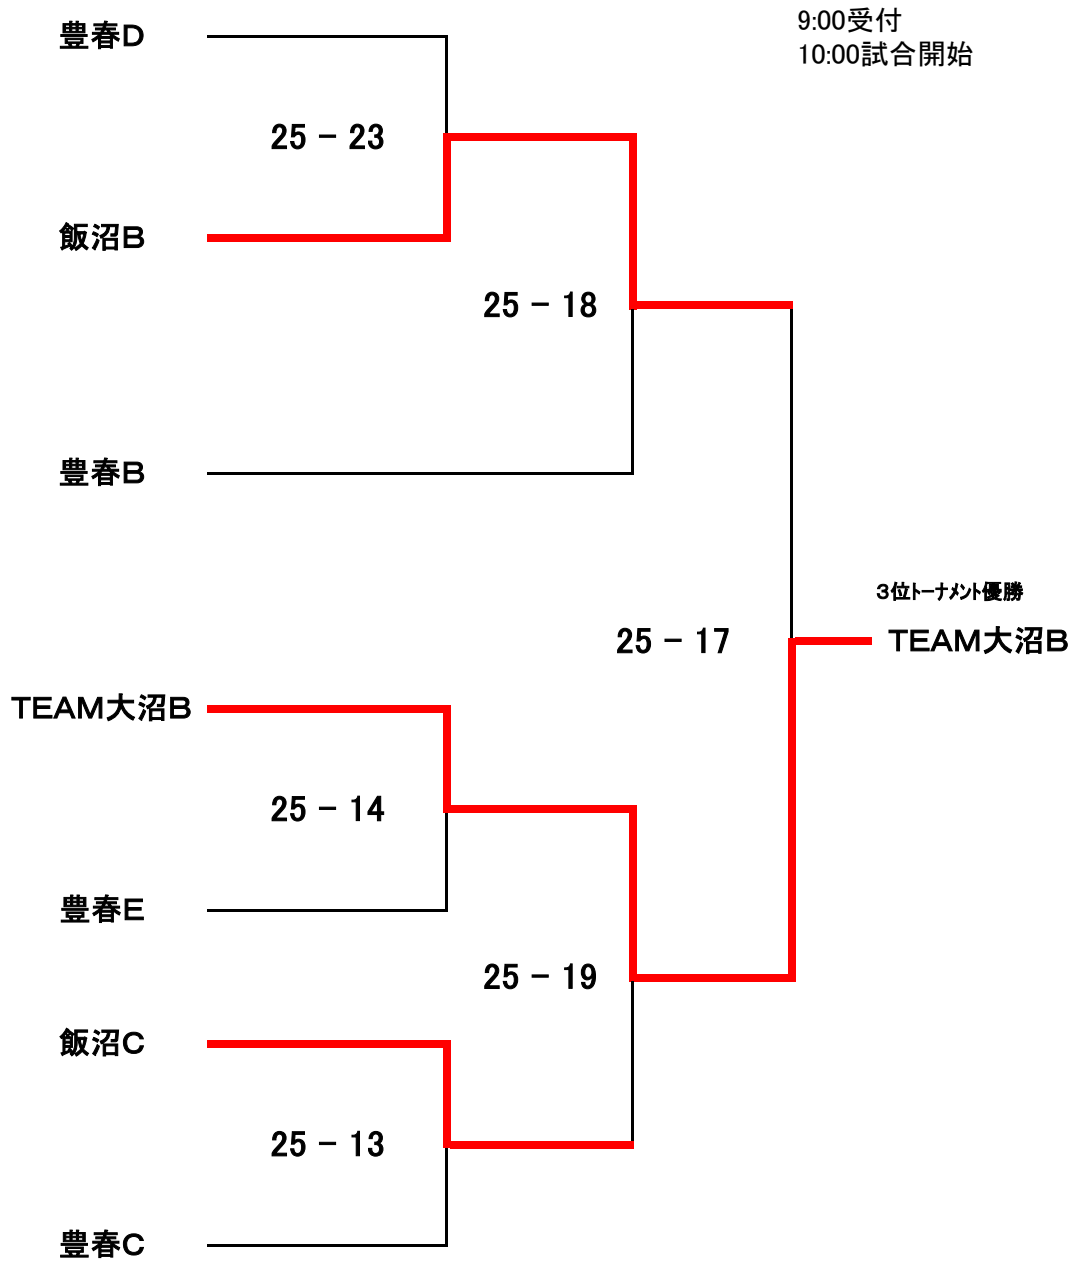 9:00受付
10:00試合開始
豊春D
25 － 23
飯沼B
25 － 18
豊春B
3位ﾄｰﾅﾒﾝﾄ優勝
25 － 17
TEAM大沼B
TEAM大沼B
25 － 14
豊春E
25 － 19
飯沼C
25 － 13
豊春C